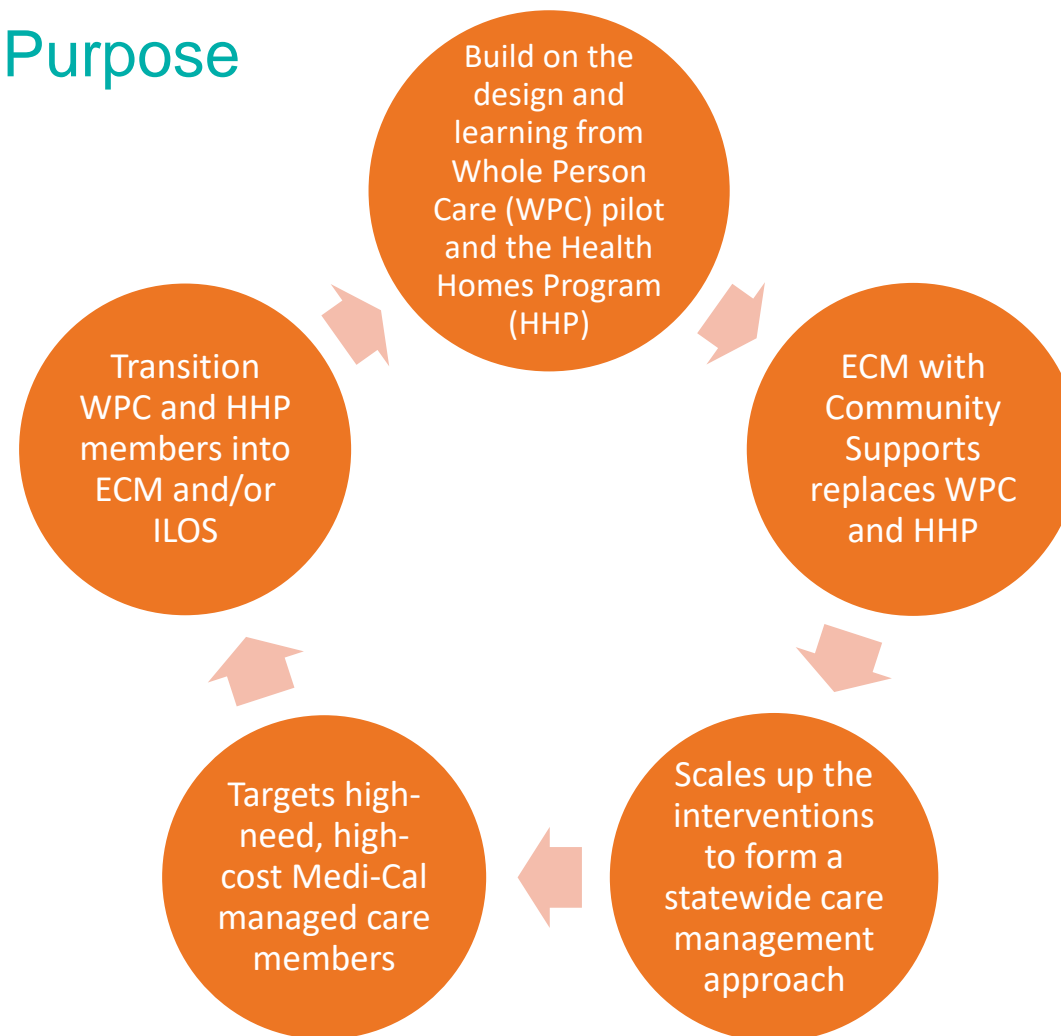 Purpose
Build on the
design and
learning from
Whole Person
Care (WPC) pilot
and the Health
Homes Program
(HHP)
ECM with
Community
Supports
replaces WPC
and HHP
Scales up the
interventions
to form a
statewide care
management
approach
Targets high-
need, high-
cost Medi-Cal
managed care
members
Transition
WPC and HHP
members into
ECM and/or
ILOS